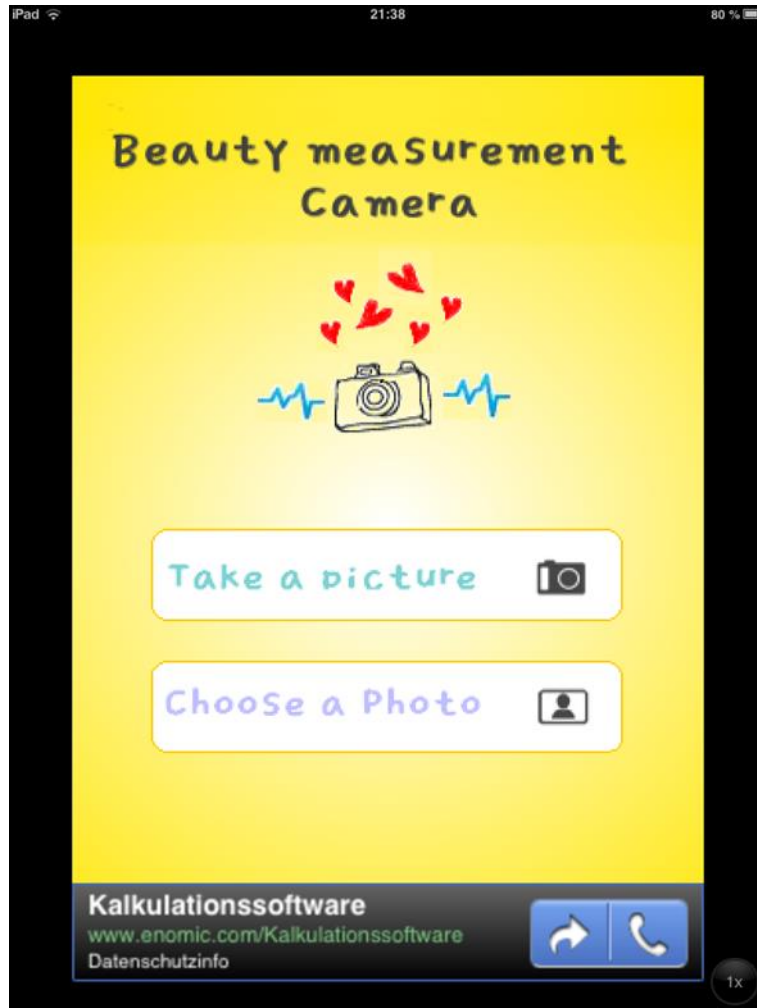 iPad 21:38 80 %
Beauty measurement
Camera
Take a picture
Choose a Photo
Kalkulationssoftware
www.enomic.com/Kalkulationssoftware
Datenschutzinfo
1x